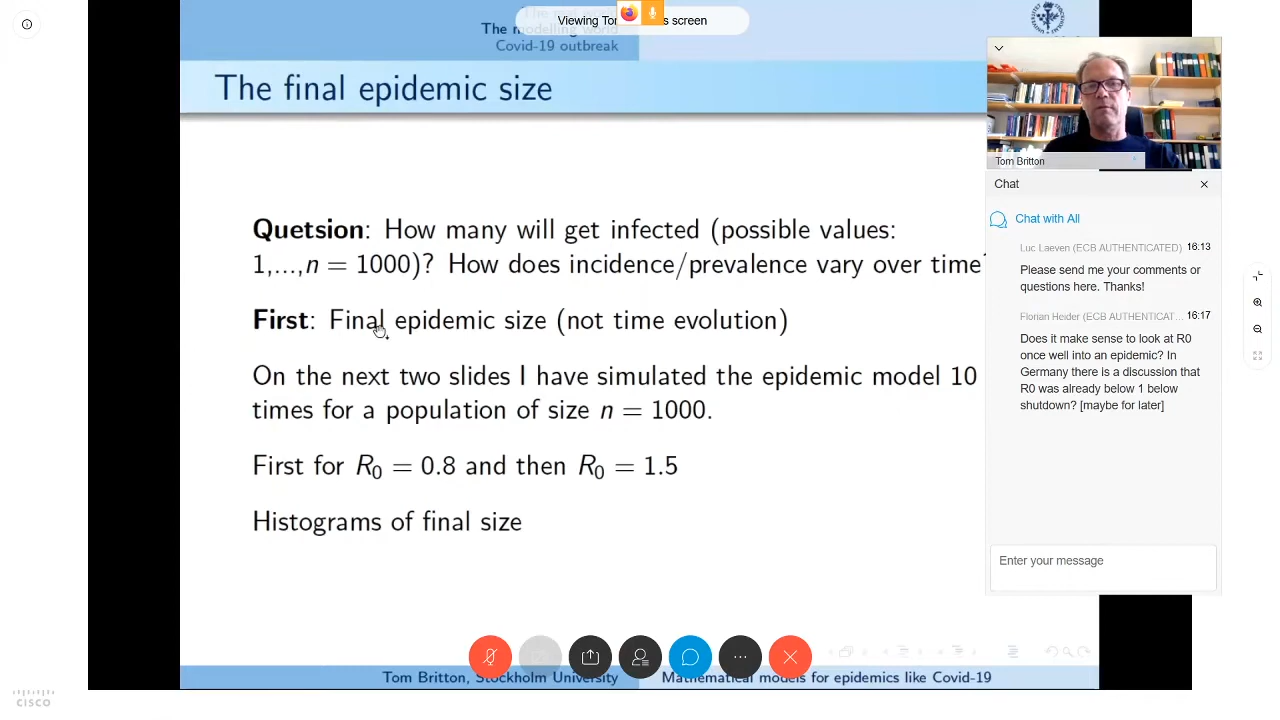 The modelling world
Covid-19 outbreak
Viewing Tom
s screen
The final epidemic size
Quetsion: How many will get infected (possible values:
1,...,n = 1000)? How does incidence/prevalence vary over time?
First: Final epidemic size (not time evolution)
On the next two slides I have simulated the epidemic model 10
times for a population of size n = 1000.
First for R₀ = 0.8 and then R₀ = 1.5
Histograms of final size
Tom Britton, Stockholm University
Mathematical models for epidemics like Covid-19
Tom Britton
Chat
Chat with All
Luc Laeven (ECB AUTHENTICATED) 16:13
Please send me your comments or
questions here. Thanks!
Florian Heider (ECB AUTHENTICAT... 16:17
Does it make sense to look at R0
once well into an epidemic? In
Germany there is a discussion that
R0 was already below 1 below
shutdown? [maybe for later]
Enter your message
CISCO